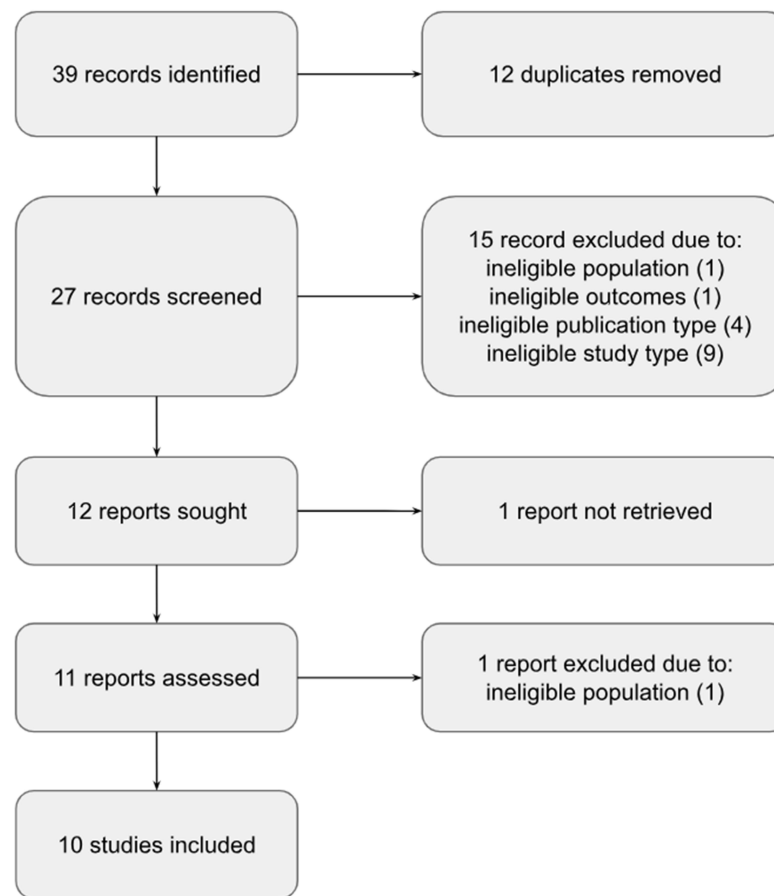 39 records identified
12 duplicates removed
27 records screened
15 record excluded due to:
ineligible population (1)
ineligible outcomes (1)
ineligible publication type (4)
ineligible study type (9)
12 reports sought
1 report not retrieved
11 reports assessed
1 report excluded due to:
ineligible population (1)
10 studies included